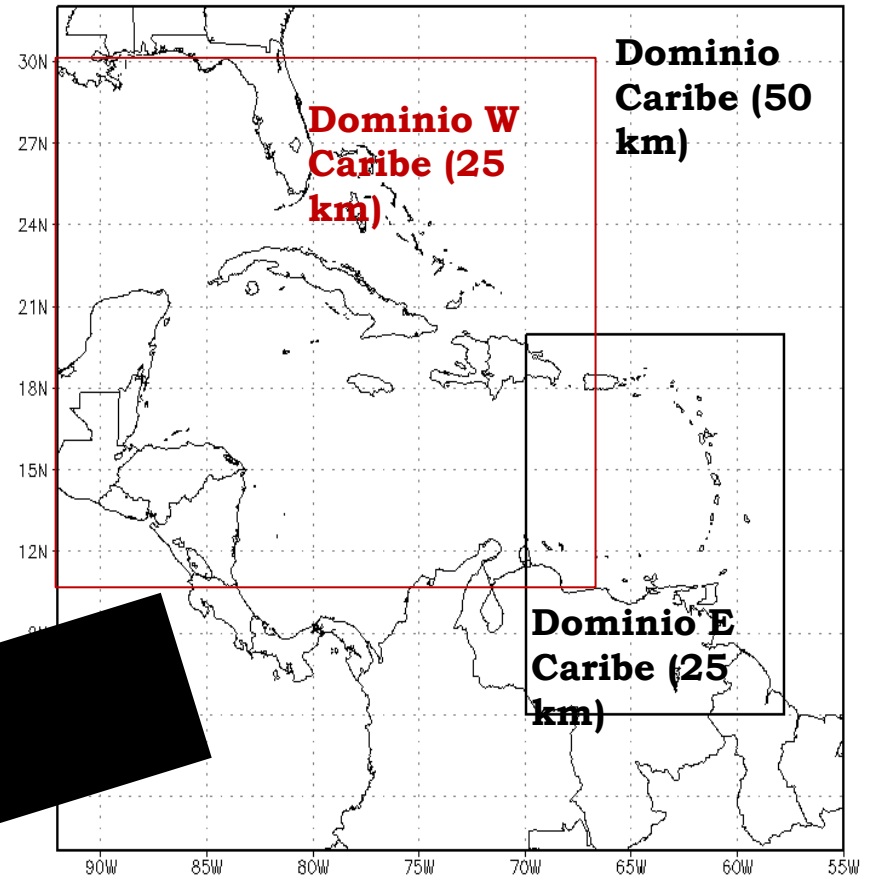 30N
27N
24N
21N
18N
15N
12N
Dominio
Caribe (50
km)
Dominio W
Caribe (25
km)
Dominio E
Caribe (25
km)
90W 85W 80W 75W 70W 65W 60W 55W